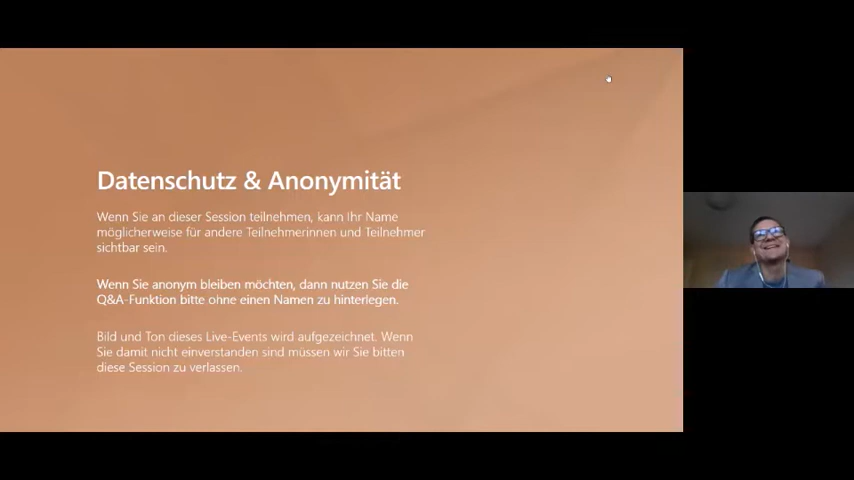 Datenschutz & Anonymität
Wenn Sie an dieser Session teilnehmen, kann Ihr Name
möglicherweise für andere Teilnehmerinnen und Teilnehmer
sichtbar sein.
Wenn Sie anonym bleiben möchten, dann nutzen Sie die
Q&A-Funktion bitte ohne einen Namen zu hinterlegen.
Bild und Ton dieses Live-Events wird aufgezeichnet. Wenn
Sie damit nicht einverstanden sind müssen wir Sie bitten
diese Session zu verlassen.